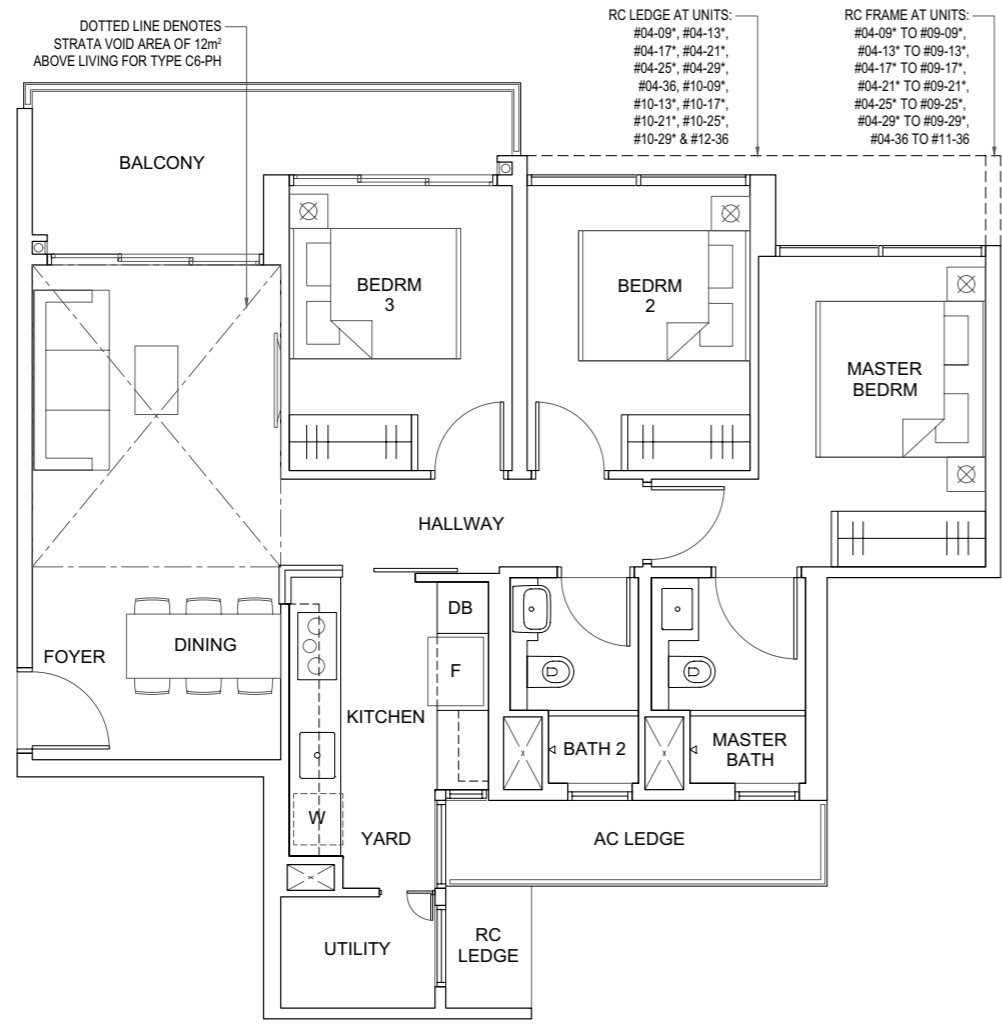 DOTTED LINE DENOTES
STRATA VOID AREA OF 12m²
ABOVE LIVING FOR TYPE C6-PH
RC LEDGE AT UNITS:
#04-09*, #04-13*,
#04-17*, #04-21*,
#04-25*, #04-29*,
#04-36, #10-09*,
#10-13*, #10-17*,
#10-21*, #10-25*,
#10-29* & #12-36
RC FRAME AT UNITS:
#04-09* TO #09-09*,
#04-13* TO #09-13*,
#04-17* TO #09-17*,
#04-21* TO #09-21*,
#04-25* TO #09-25*,
#04-29* TO #09-29*,
#04-36 TO #11-36
BALCONY
BEDRM
3
BEDRM
2
MASTER
BEDRM
HALLWAY
DB
DINING
FOYER
F
KITCHEN
BATH 2
MASTER
BATH
W
YARD
AC LEDGE
UTILITY
RC
LEDGE